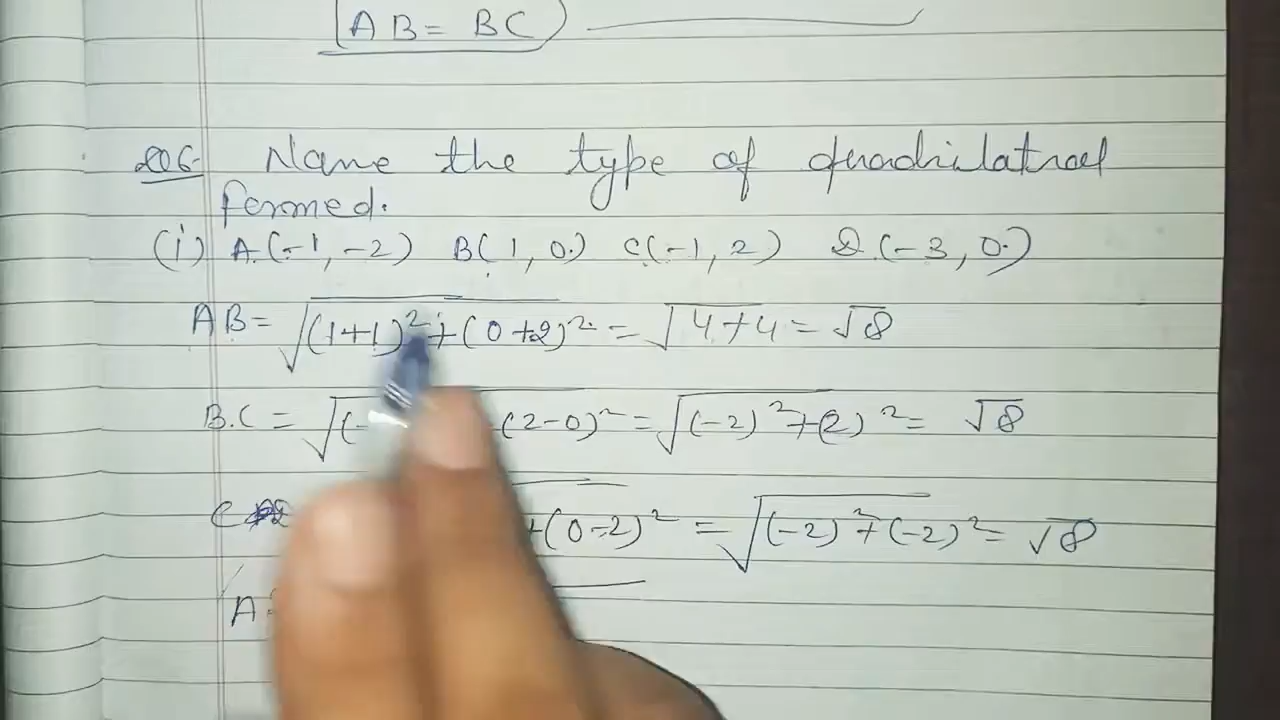 AB = BC
Q6- Name the type of quadrilatral
formed.
(i) A(-1, -2) B(1, 0) C(-1, 2) D(-3, 0)
AB = √(1+1)²+(0+2)² = √4+4 = √8
BC = √(- (2-0)² = √(-2)²+(2)² = √8
C +(0-2)² = √(-2)²+(-2)² = √8
A